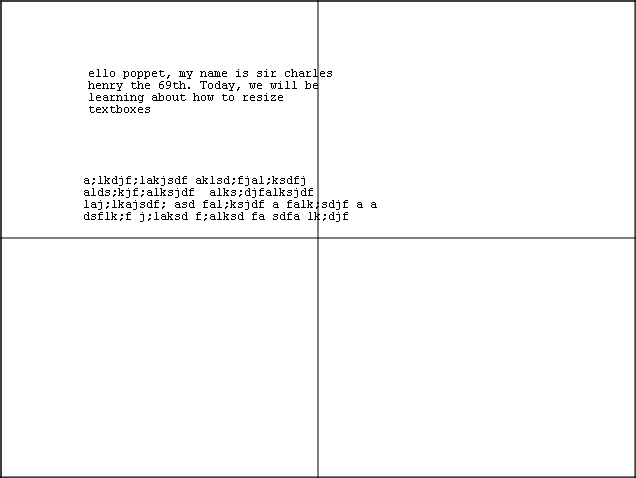 ello poppet, my name is sir charles
henry the 69th. Today, we will be
learning about how to resize
textboxes
a;lkdjf;lakjsdf aklsd;fjal;ksdfj
alds;kjf;alksjdf  alks;djfalksjdf
laj;lkajsdf; asd fal;ksjdf a falk;sdjf a a
dsflk;f j;laksd f;alksd fa sdfa lk;djf